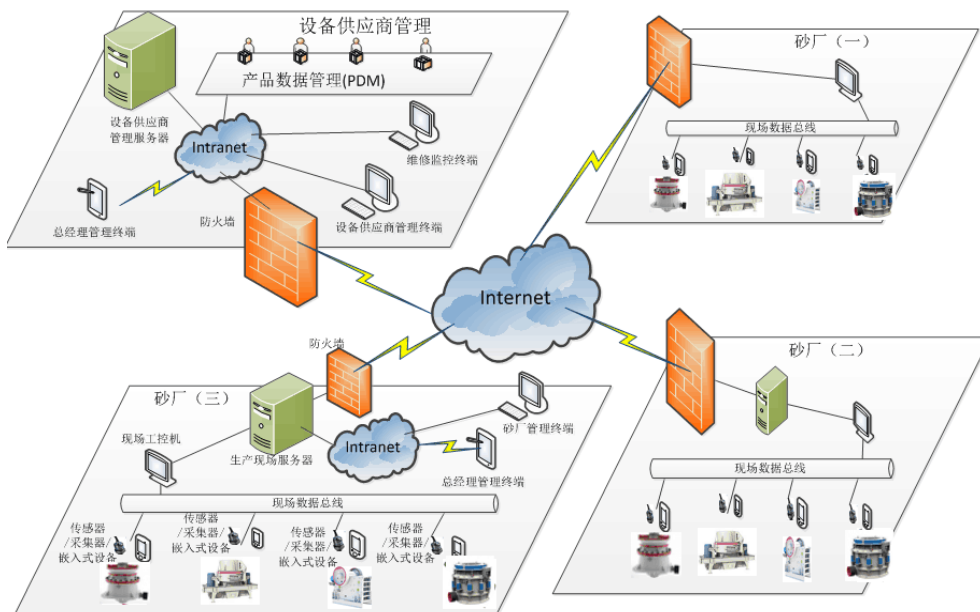 设备供应商管理
产品数据管理(PDM)
设备供应商
管理服务器
Intranet
维修监控终端
总经理管理终端
防火墙
设备供应商管理终端
砂厂（一）
现场数据总线
Internet
防火墙
砂厂（二）
现场数据总线
砂厂（三）
现场工控机
生产现场服务器
Intranet
砂厂管理终端
总经理管理终端
现场数据总线
传感器
/采集器/
嵌入式设备
传感器
/采集器/
嵌入式设备
传感器
/采集器/
嵌入式设备
传感器
/采集器/
嵌入式设备